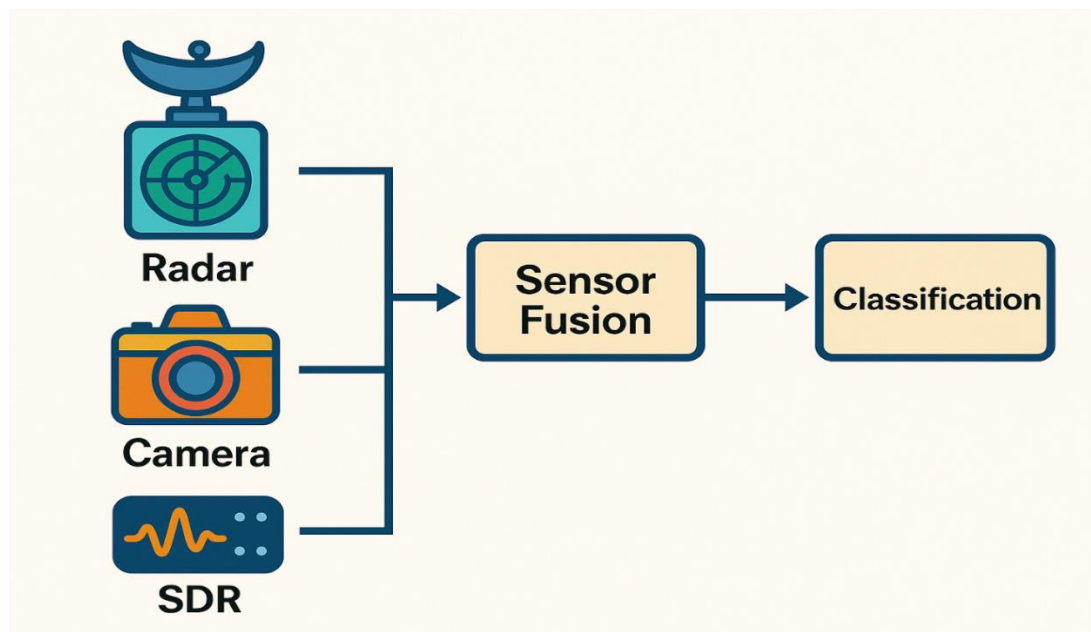 Radar
Camera
SDR
Sensor
Fusion
Classification